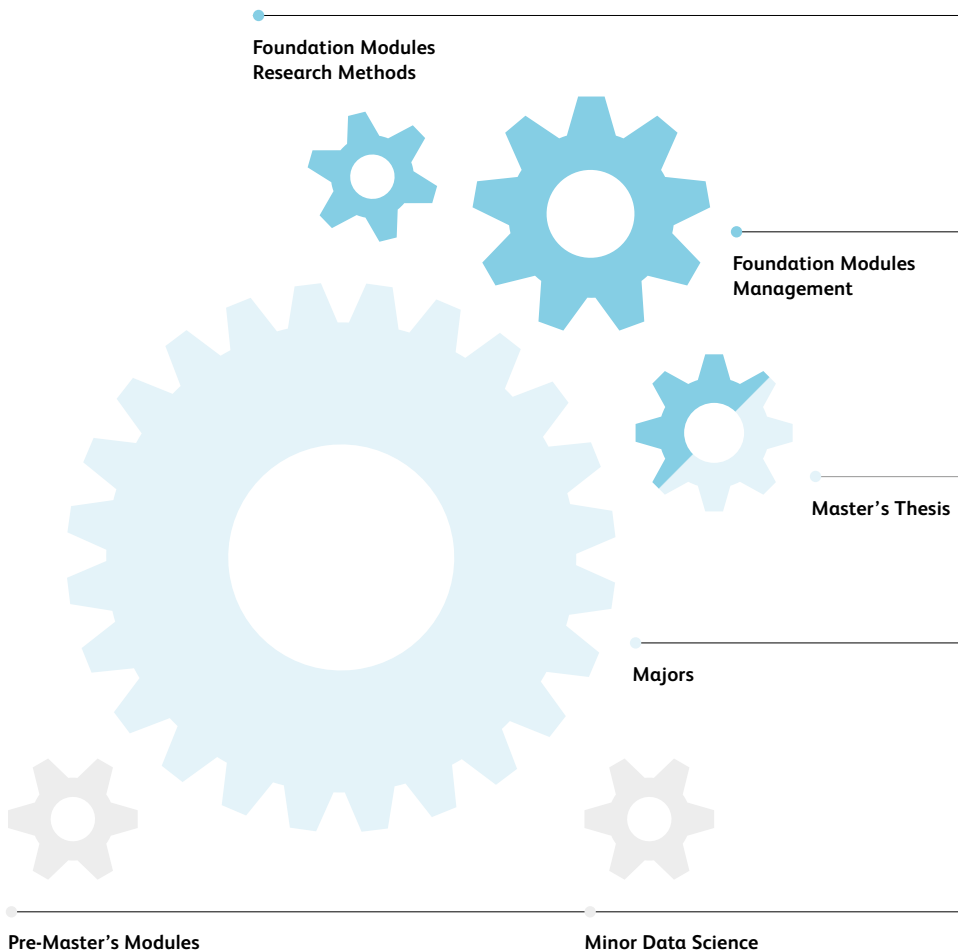 Foundation Modules
Research Methods
Foundation Modules
Management
Master’s Thesis
Majors
Pre-Master’s Modules
Minor Data Science